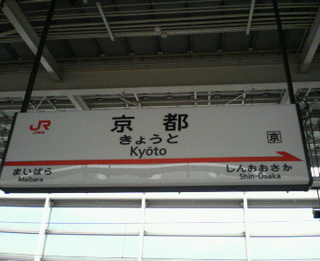 JR
京都
きょうと
Kyōto
京
まいばら
Maibara
しんおおさか
Shin-Ōsaka